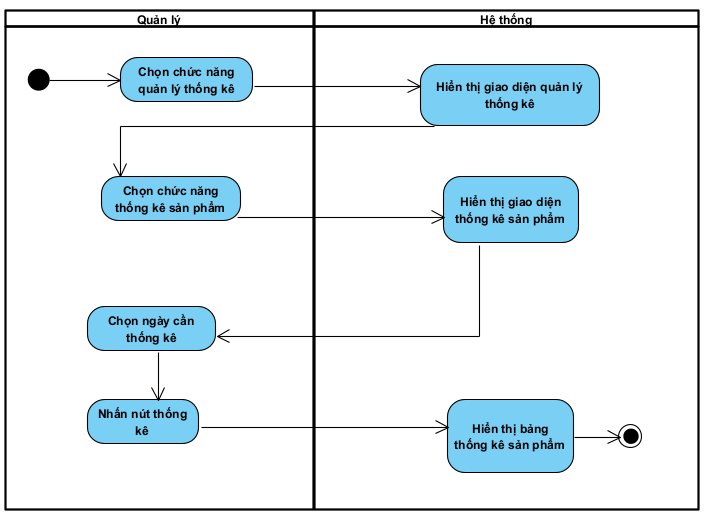 Quản lý
Hệ thống
Chọn chức năng
quản lý thống kê
Hiển thị giao diện quản lý
thống kê
Chọn chức năng
thống kê sản phẩm
Hiển thị giao diện
thống kê sản phẩm
Chọn ngày cần
thống kê
Nhấn nút thống
kê
Hiển thị bảng
thống kê sản phẩm